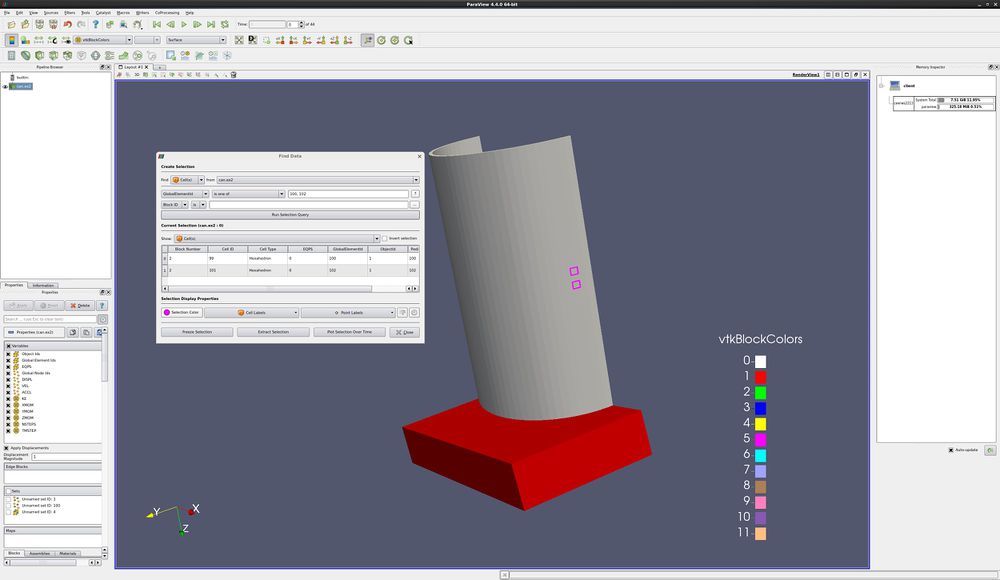 ParaView 4.4.0 64-bit
File Edit View Sources Filters Tools Catalyst Macros Window Writers CoProcessing Help
Time: 0 of 44
vtkBlockColors Surface
Pipeline Browser
builtin:
can.ex2
Layout #1
RenderView1
Memory Inspector
client
System Total 7.51 GiB 11.95%
paraview 325.18 MiB 0.51%
Auto-update
Find Data
Create Selection
Find Cell(s) from can.ex2
GlobalElementId is one of 100, 102
Block ID is
Run Selection Query
Current Selection (can.ex2 : 0)
Show: Cell(s) Invert selection
Block Number Cell ID Cell Type EQPS GlobalElementId ObjectId Pedi
0 2 99 Hexahedron 0 100 1 100
1 2 101 Hexahedron 0 102 1 102
Selection Display Properties
Selection Color Cell Labels Point Labels
Freeze Selection Extract Selection Plot Selection Over Time Close
Properties Information
Properties
Apply Reset Delete ?
Search ...
Properties (can.ex2)
Variables
Object Ids
Global Element Ids
EQPS
Global Node Ids
DISPL
VEL
ACCL
KE
XMOM
YMOM
ZMOM
NSTEPS
TMSTEP
Apply Displacements
Displacement Magnitude 1
Edge Blocks
Sets
Unnamed set ID: 1
Unnamed set ID: 100
Unnamed set ID: 4
Maps
Blocks Assemblies Materials
vtkBlockColors
0
1
2
3
4
5
6
7
8
9
10
11
X
Y
Z